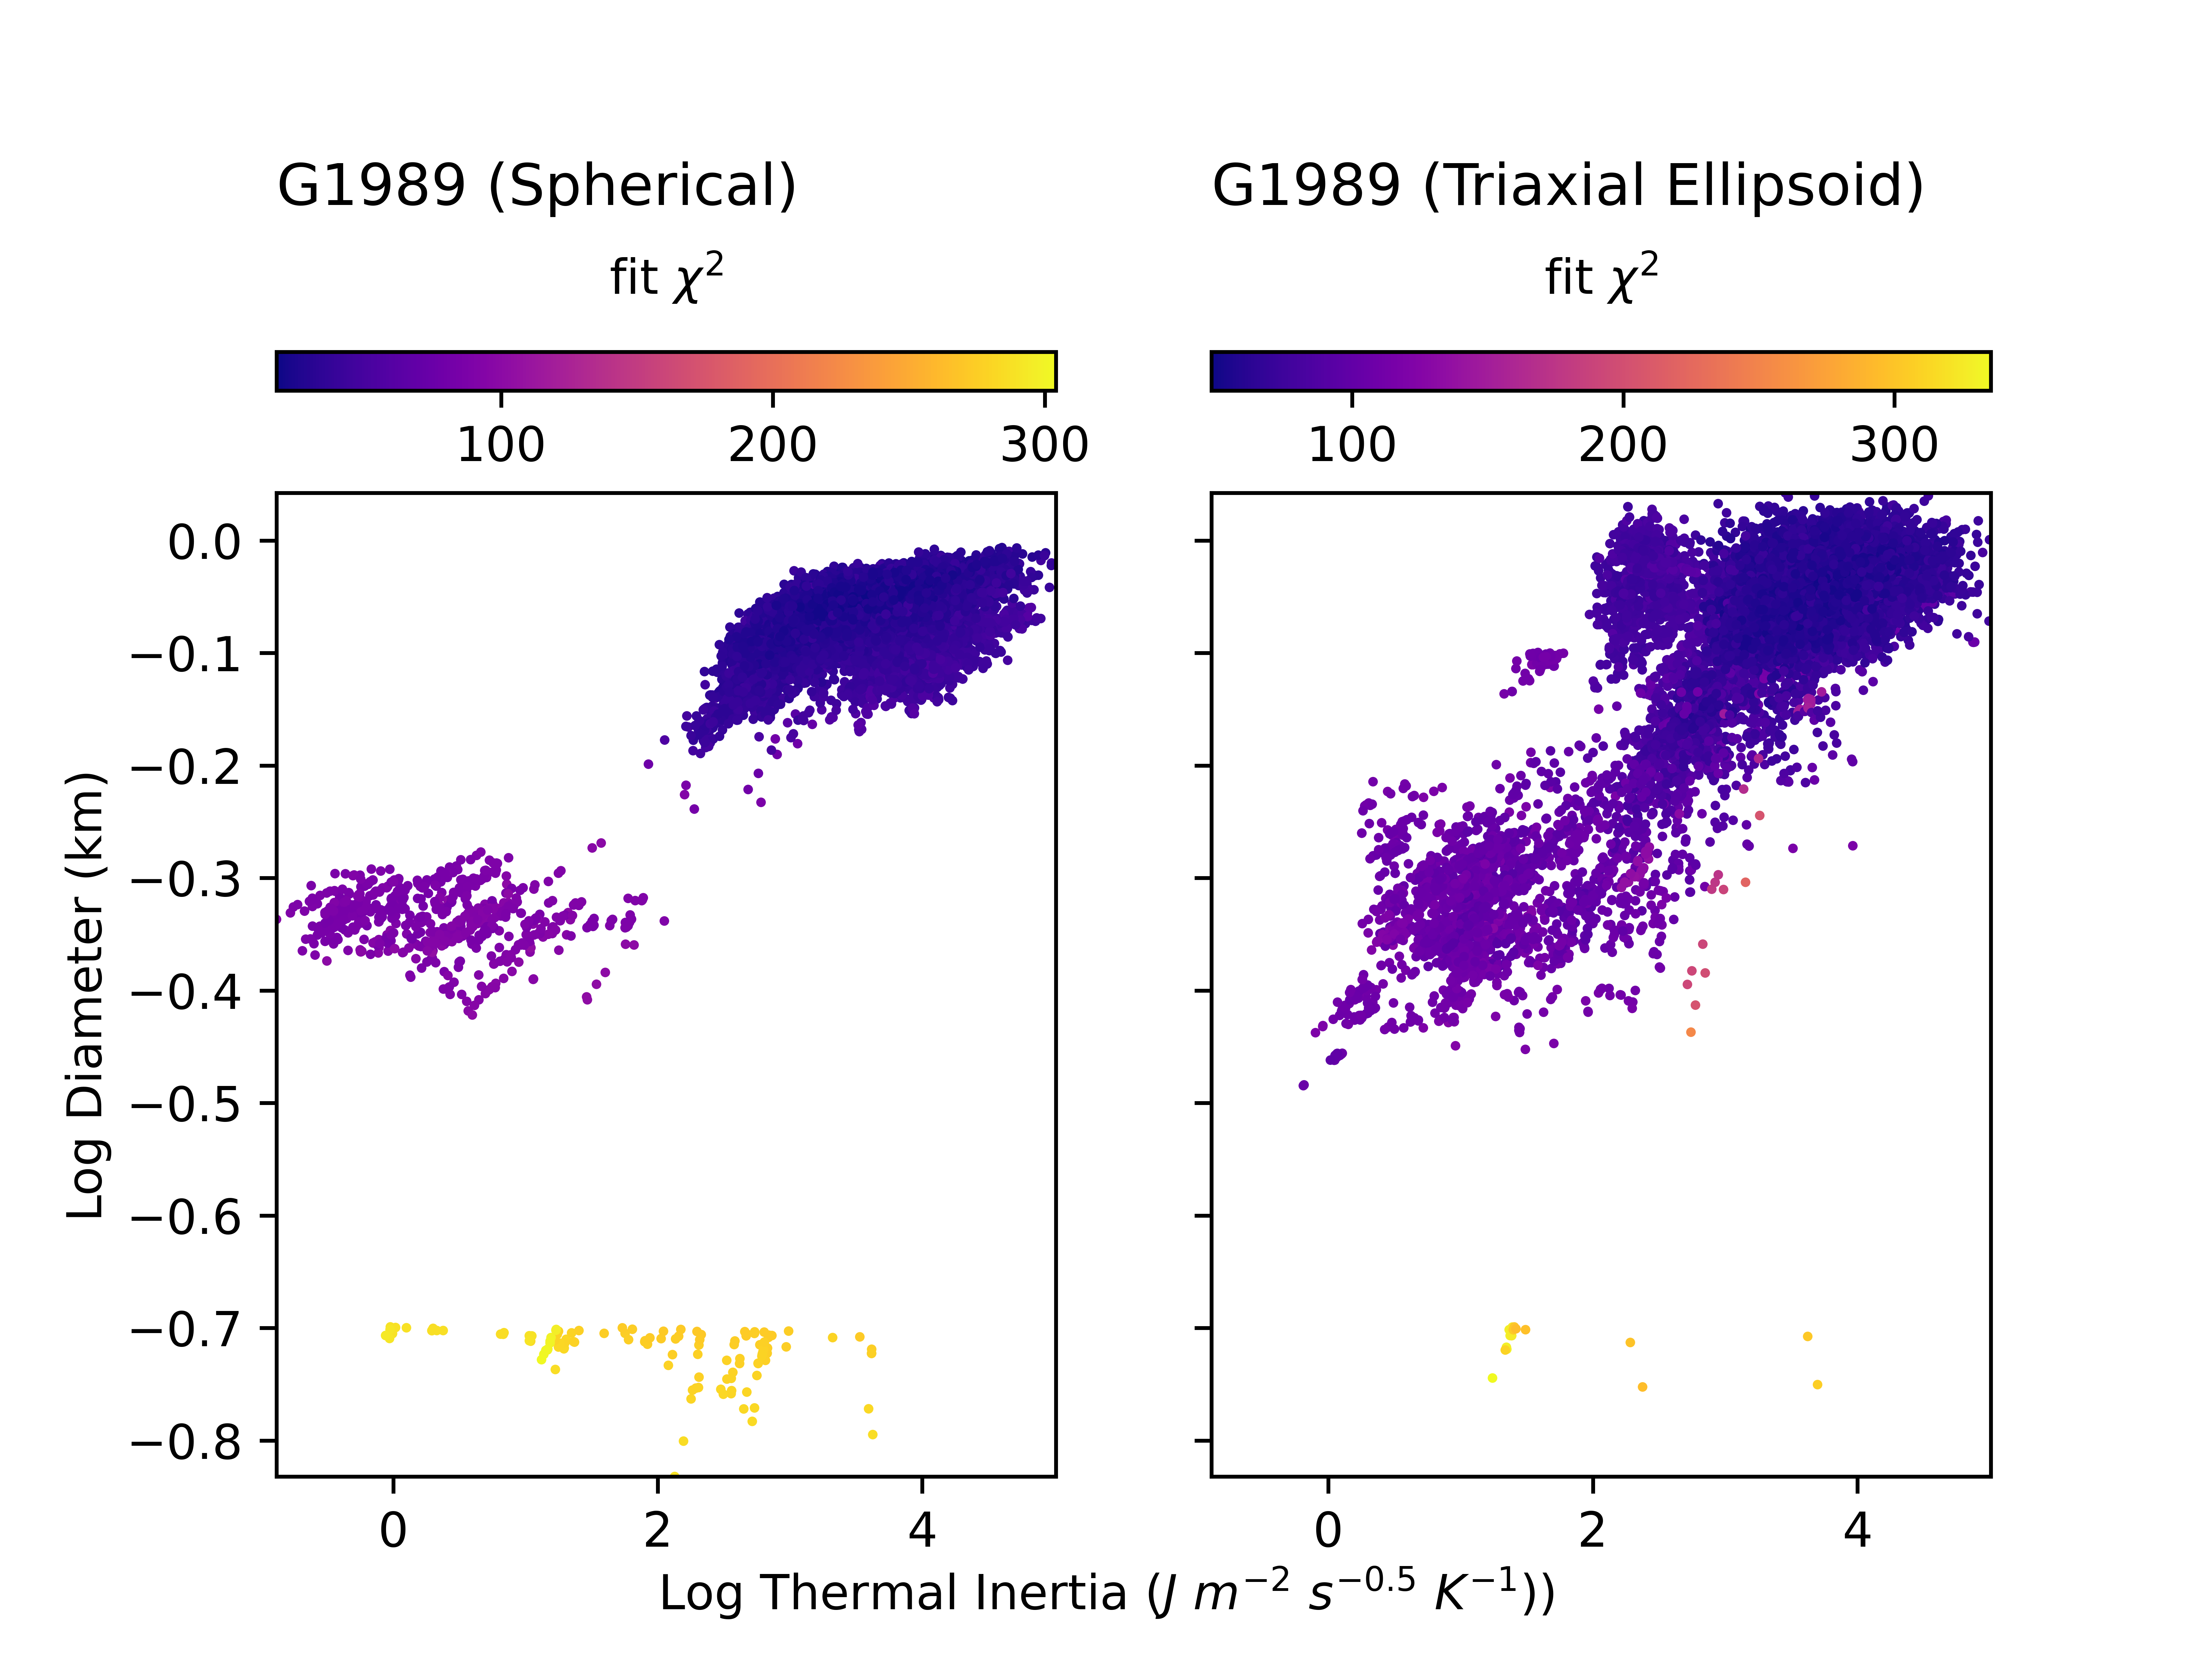 G1989 (Spherical)
fit χ²
100 200 300
G1989 (Triaxial Ellipsoid)
fit χ²
100 200 300
Log Diameter (km)
0.0
−0.1
−0.2
−0.3
−0.4
−0.5
−0.6
−0.7
−0.8
0 2 4
0 2 4
Log Thermal Inertia (J m⁻² s⁻⁰·⁵ K⁻¹))